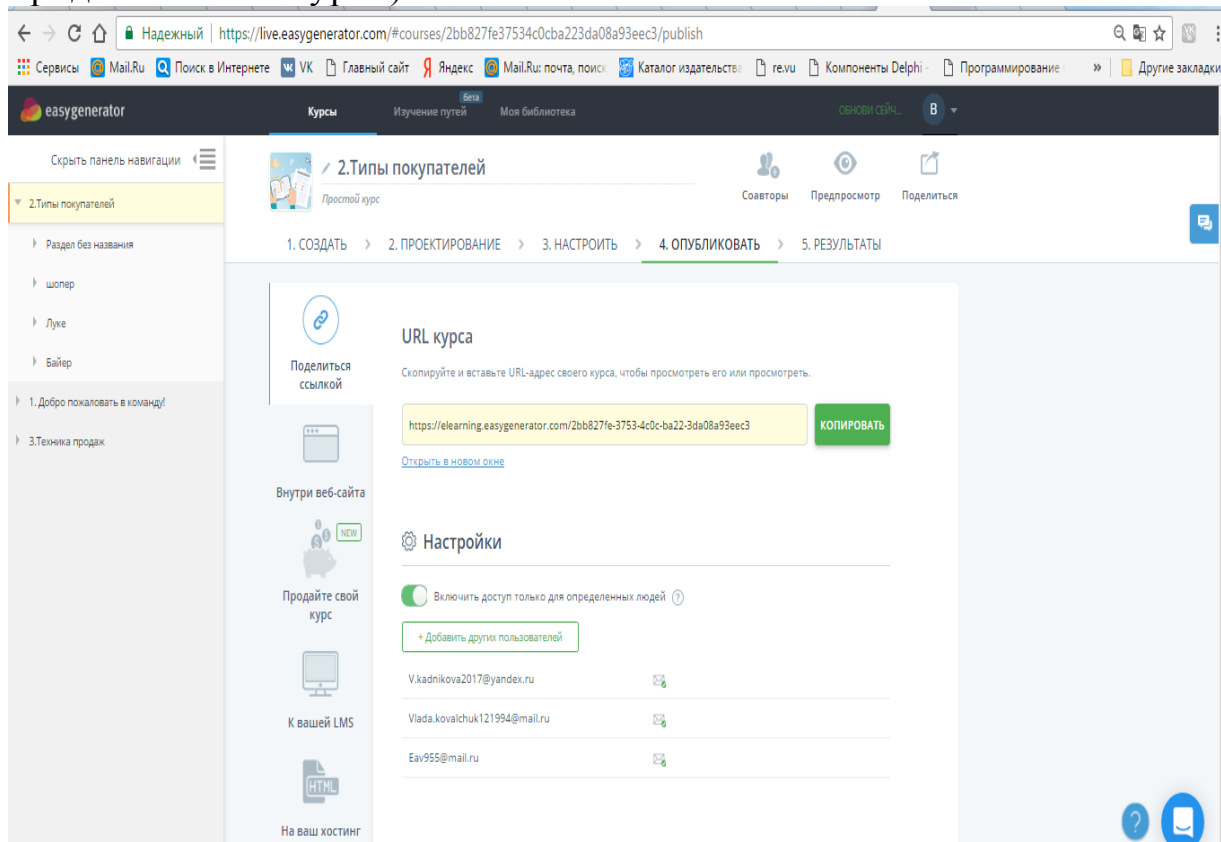 Надежный | https://live.easygenerator.com/#courses/2bb827fe37534c0cba223da08a93eec3/publish
Сервисы Mail.Ru Поиск в Интернете VK Главный сайт Яндекс Mail.Ru: почта, поиск Каталог издательства re.vu Компоненты Delphi - Программирование » Другие закладки
easygenerator Курсы Изучение путей бета Моя библиотека ОБНОВИ СЕЙЧ... В
Скрыть панель навигации
2.Типы покупателей
Раздел без названия
шопер
Луке
Байер
1. Добро пожаловать в команду!
3.Техника продаж
2.Типы покупателей
Простой курс
Соавторы Предпросмотр Поделиться
1. СОЗДАТЬ > 2. ПРОЕКТИРОВАНИЕ > 3. НАСТРОИТЬ > 4. ОПУБЛИКОВАТЬ > 5. РЕЗУЛЬТАТЫ
Поделиться
ссылкой
Внутри веб-сайта
NEW
Продайте свой
курс
К вашей LMS
HTML
На ваш хостинг
URL курса
Скопируйте и вставьте URL-адрес своего курса, чтобы просмотреть его или просмотреть.
https://elearning.easygenerator.com/2bb827fe-3753-4c0c-ba22-3da08a93eec3 КОПИРОВАТЬ
Открыть в новом окне
Настройки
Включить доступ только для определенных людей ?
+ Добавить других пользователей
V.kadnikova2017@yandex.ru
Vlada.kovalchuk121994@mail.ru
Eav955@mail.ru
?